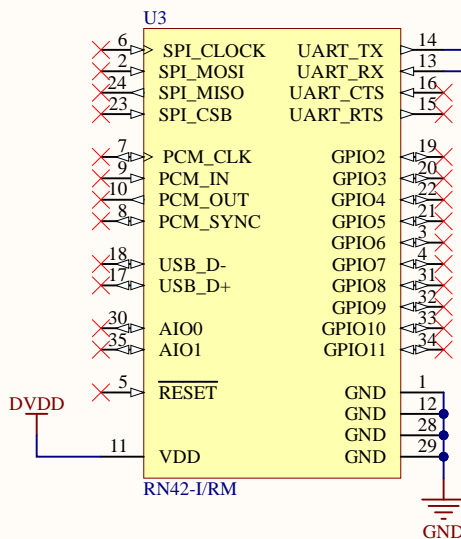 U3
6 SPI_CLOCK UART_TX 14
2 SPI_MOSI UART_RX 13
24 SPI_MISO UART_CTS 16
23 SPI_CSB UART_RTS 15
7 PCM_CLK GPIO2 19
9 PCM_IN GPIO3 20
10 PCM_OUT GPIO4 22
8 PCM_SYNC GPIO5 21
GPIO6 3
18 USB_D- GPIO7 4
17 USB_D+ GPIO8 31
GPIO9 32
30 AIO0 GPIO10 33
35 AIO1 GPIO11 34
5 RESET GND 1
DVDD GND 12
GND 28
11 VDD GND 29
RN42-I/RM
GND